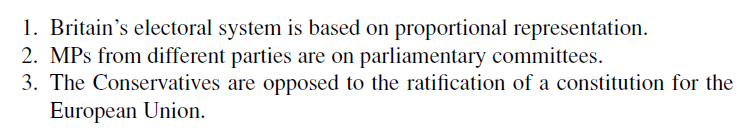 1. Britain’s electoral system is based on proportional representation.
2. MPs from different parties are on parliamentary committees.
3. The Conservatives are opposed to the ratification of a constitution for the
European Union.